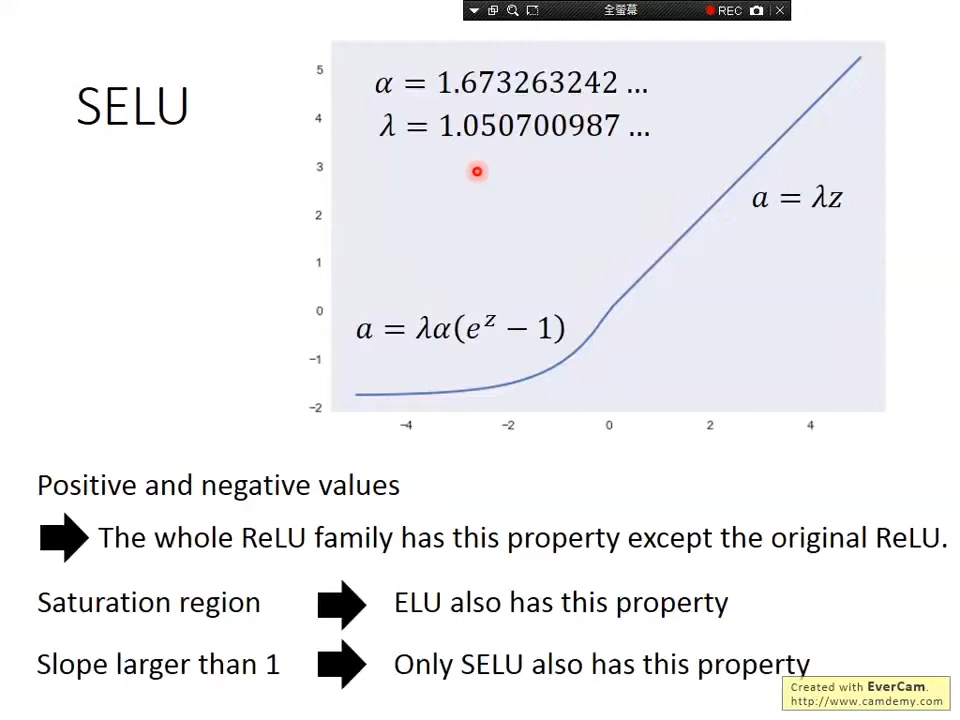 全螢幕 REC
SELU
α = 1.673263242 ...
λ = 1.050700987 ...
a = λz
a = λα(e^z − 1)
5
4
3
2
1
0
−1
−2
−4 −2 0 2 4
Positive and negative values
The whole ReLU family has this property except the original ReLU.
Saturation region ELU also has this property
Slope larger than 1 Only SELU also has this property
Created with EverCam.
http://www.camdemy.com